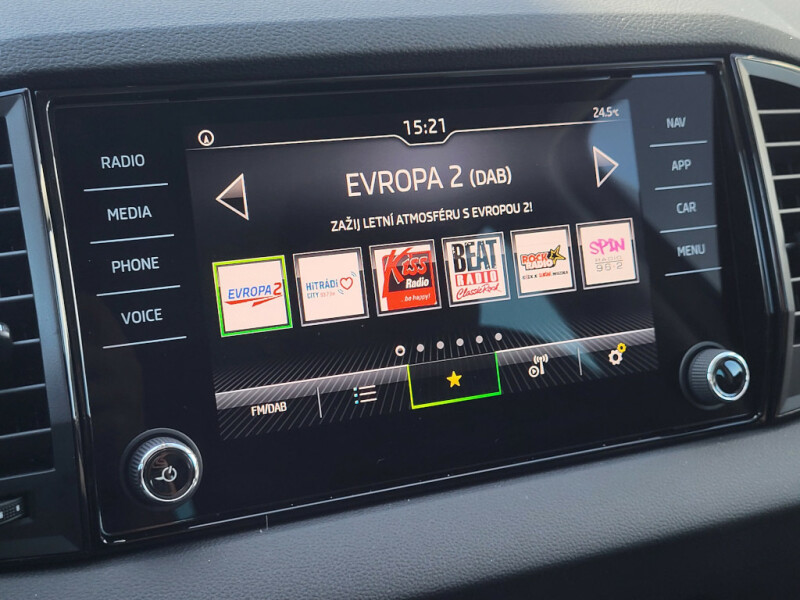 15:21
24.5°C
RADIO
MEDIA
PHONE
VOICE
EVROPA 2 (DAB)
ZAŽIJ LETNÍ ATMOSFÉRU S EVROPOU 2!
EVROPA 2
HITRÁDIO
CITY
KISS
Radio
...be happy!
BEAT
RADIO
Classic Rock
ROCK
RADIO
SPIN
RADIO
95·2
FM/DAB
NAV
APP
CAR
MENU